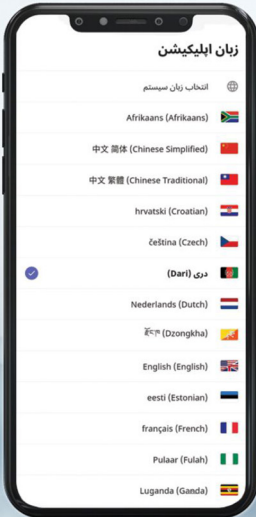 زبان اپلیکیشن
انتخاب زبان سیستم
Afrikaans (Afrikaans)
中文 简体 (Chinese Simplified)
中文 繁體 (Chinese Traditional)
hrvatski (Croatian)
čeština (Czech)
دری (Dari)
Nederlands (Dutch)
རྫོང་ཁ (Dzongkha)
English (English)
eesti (Estonian)
français (French)
Pulaar (Fulah)
Luganda (Ganda)